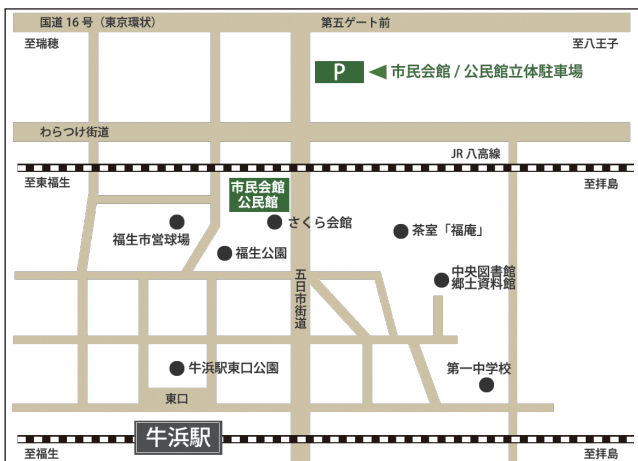 国道16号（東京環状）
第五ゲート前
至瑞穂
至八王子
P
市民会館 / 公民館立体駐車場
わらつけ街道
JR 八高線
至東福生
至拝島
市民会館
公民館
さくら会館
福生市営球場
茶室「福庵」
福生公園
中央図書館
郷土資料館
五日市街道
牛浜駅東口公園
第一中学校
東口
牛浜駅
至福生
至拝島